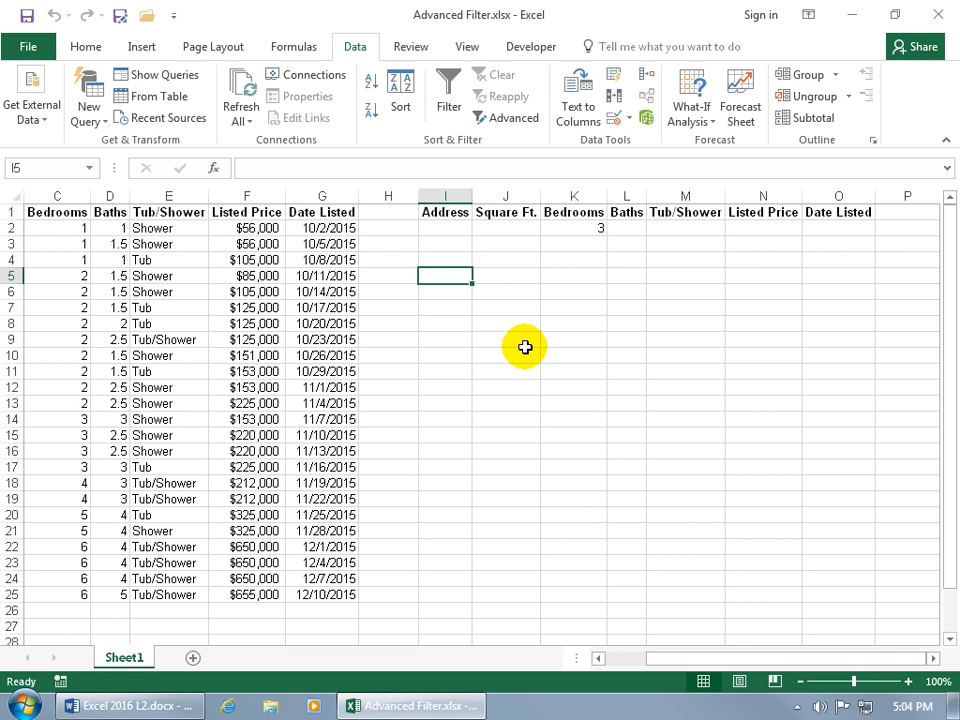 Advanced Filter.xlsx - Excel
Sign in
File Home Insert Page Layout Formulas Data Review View Developer Tell me what you want to do Share
Get External Data
New Query
Show Queries
From Table
Recent Sources
Get & Transform
Refresh All
Connections
Properties
Edit Links
Connections
Sort
Filter
Clear
Reapply
Advanced
Sort & Filter
Text to Columns
Data Tools
What-If Analysis
Forecast Sheet
Forecast
Group
Ungroup
Subtotal
Outline
I5 fx
C D E F G H I J K L M N O P
1 Bedrooms Baths Tub/Shower Listed Price Date Listed Address Square Ft. Bedrooms Baths Tub/Shower Listed Price Date Listed
2 1 1 Shower $56,000 10/2/2015 3
3 1 1.5 Shower $56,000 10/5/2015
4 1 1 Tub $105,000 10/8/2015
5 2 1.5 Shower $85,000 10/11/2015
6 2 1.5 Shower $105,000 10/14/2015
7 2 1.5 Tub $125,000 10/17/2015
8 2 2 Tub $125,000 10/20/2015
9 2 2.5 Tub/Shower $125,000 10/23/2015
10 2 1.5 Shower $151,000 10/26/2015
11 2 1.5 Tub $153,000 10/29/2015
12 2 2.5 Shower $153,000 11/1/2015
13 2 2.5 Shower $225,000 11/4/2015
14 3 3 Shower $153,000 11/7/2015
15 3 2.5 Shower $220,000 11/10/2015
16 3 2.5 Shower $220,000 11/13/2015
17 3 3 Tub $225,000 11/16/2015
18 4 3 Tub/Shower $212,000 11/19/2015
19 4 3 Tub/Shower $212,000 11/22/2015
20 5 4 Tub $325,000 11/25/2015
21 5 4 Shower $325,000 11/28/2015
22 6 4 Tub/Shower $650,000 12/1/2015
23 6 4 Tub/Shower $650,000 12/4/2015
24 6 4 Tub/Shower $650,000 12/7/2015
25 6 5 Tub/Shower $655,000 12/10/2015
26
27
28
Sheet1
Ready 100%
Excel 2016 L2.docx - ... Advanced Filter.xlsx -... 5:04 PM